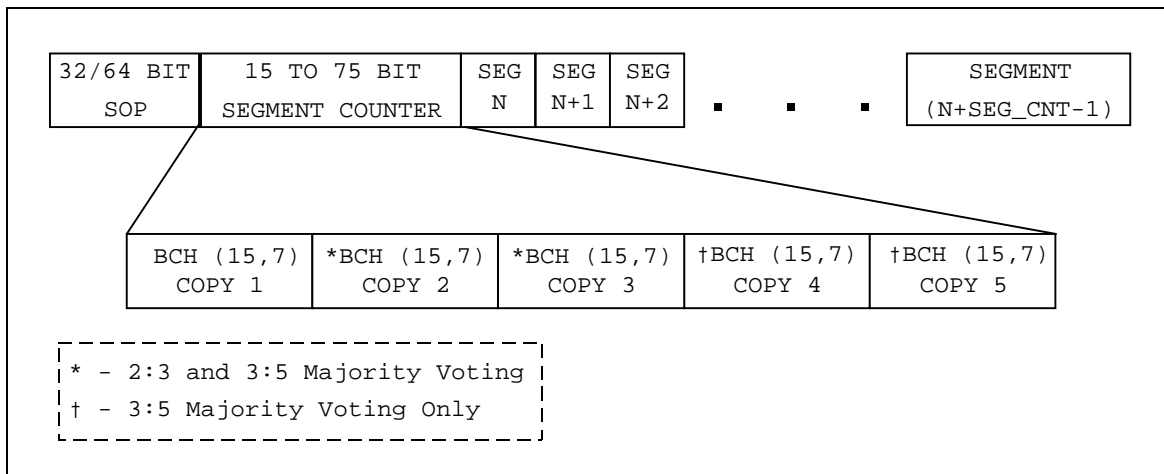 32/64 BIT
SOP
15 TO 75 BIT
SEGMENT COUNTER
SEG
N
SEG
N+1
SEG
N+2
. . .
SEGMENT
(N+SEG_CNT-1)
BCH (15,7)
COPY 1
*BCH (15,7)
COPY 2
*BCH (15,7)
COPY 3
†BCH (15,7)
COPY 4
†BCH (15,7)
COPY 5
* - 2:3 and 3:5 Majority Voting
† - 3:5 Majority Voting Only